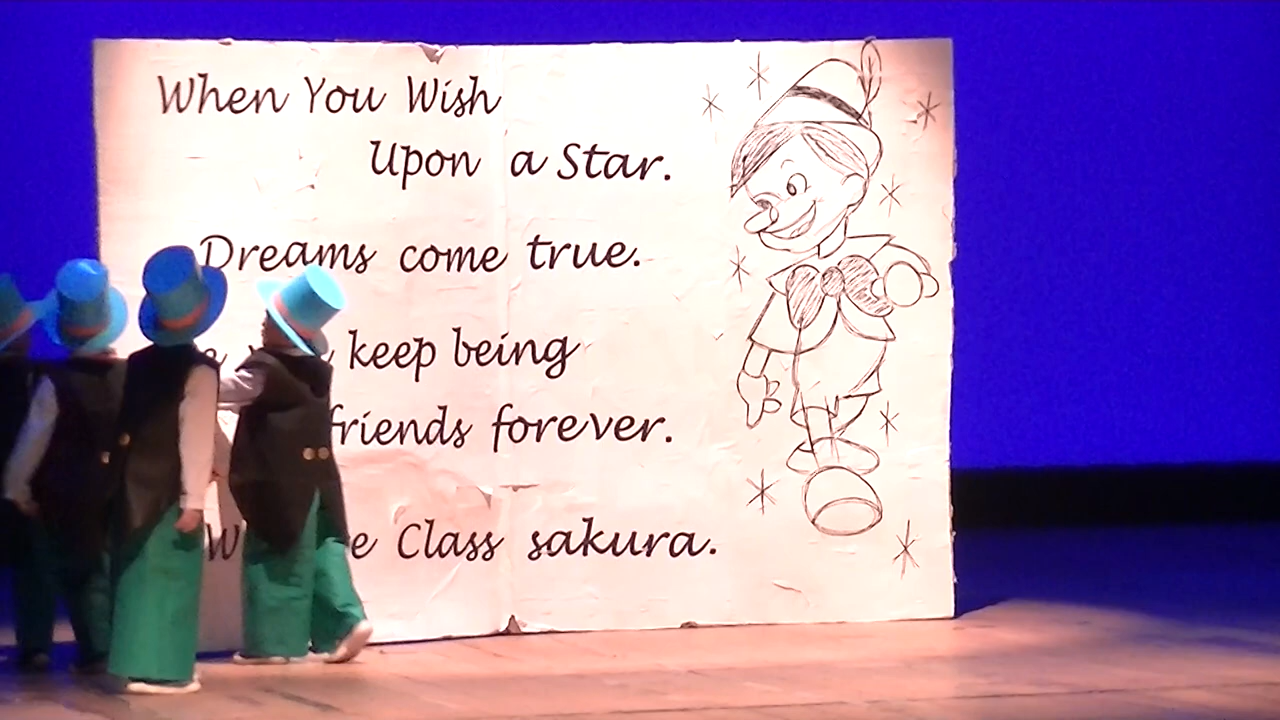 When You Wish
Upon a Star.
Dreams come true.
keep being
friends forever.
Class sakura.